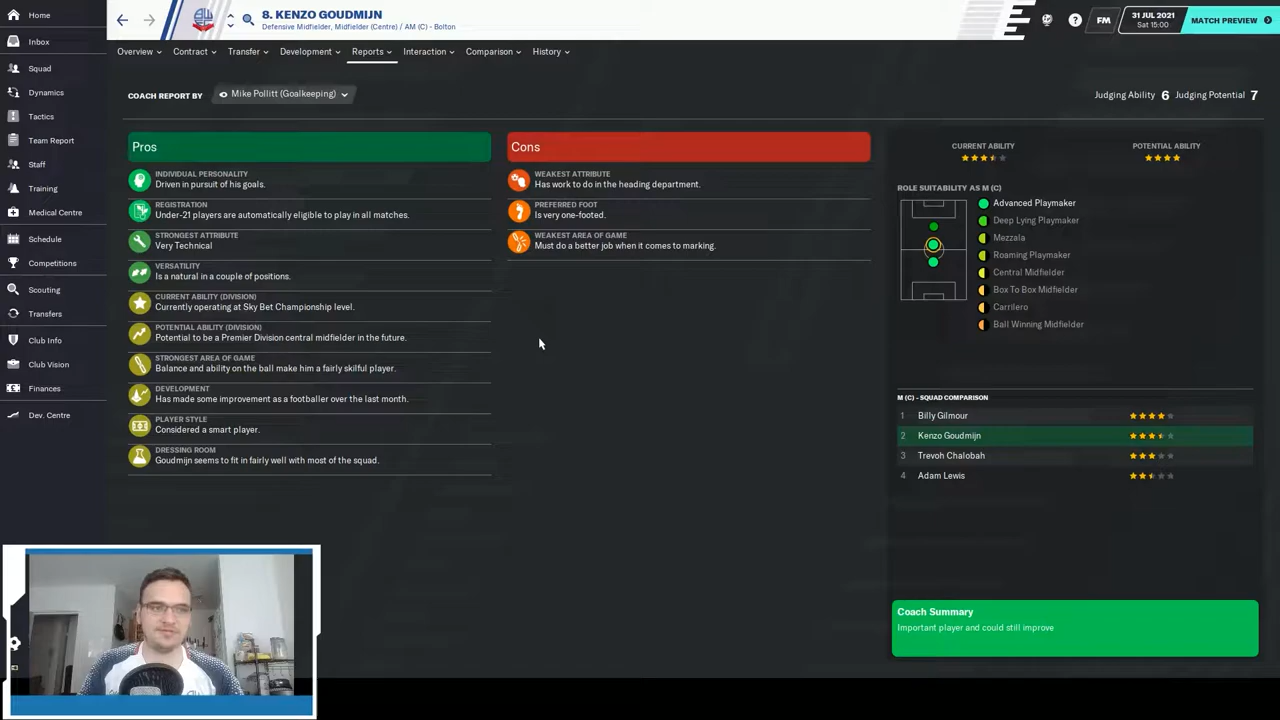 Home
Inbox
Squad
Dynamics
Tactics
Team Report
Staff
Training
Medical Centre
Schedule
Competitions
Scouting
Transfers
Club Info
Club Vision
Finances
Dev. Centre
8. KENZO GOUDMIJN
Defensive Midfielder, Midfielder (Centre) / AM (C) - Bolton
FM
31 JUL 2021
Sat 15:00
MATCH PREVIEW
Overview
Contract
Transfer
Development
Reports
Interaction
Comparison
History
COACH REPORT BY
Mike Pollitt (Goalkeeping)
Judging Ability 6 Judging Potential 7
Pros
INDIVIDUAL PERSONALITY
Driven in pursuit of his goals.
REGISTRATION
Under-21 players are automatically eligible to play in all matches.
STRONGEST ATTRIBUTE
Very Technical
VERSATILITY
Is a natural in a couple of positions.
CURRENT ABILITY (DIVISION)
Currently operating at Sky Bet Championship level.
POTENTIAL ABILITY (DIVISION)
Potential to be a Premier Division central midfielder in the future.
STRONGEST AREA OF GAME
Balance and ability on the ball make him a fairly skilful player.
DEVELOPMENT
Has made some improvement as a footballer over the last month.
PLAYER STYLE
Considered a smart player.
DRESSING ROOM
Goudmijn seems to fit in fairly well with most of the squad.
Cons
WEAKEST ATTRIBUTE
Has work to do in the heading department.
PREFERRED FOOT
Is very one-footed.
WEAKEST AREA OF GAME
Must do a better job when it comes to marking.
CURRENT ABILITY
POTENTIAL ABILITY
ROLE SUITABILITY AS M (C)
Advanced Playmaker
Deep Lying Playmaker
Mezzala
Roaming Playmaker
Central Midfielder
Box To Box Midfielder
Carrilero
Ball Winning Midfielder
M (C) - SQUAD COMPARISON
1 Billy Gilmour
2 Kenzo Goudmijn
3 Trevoh Chalobah
4 Adam Lewis
Coach Summary
Important player and could still improve